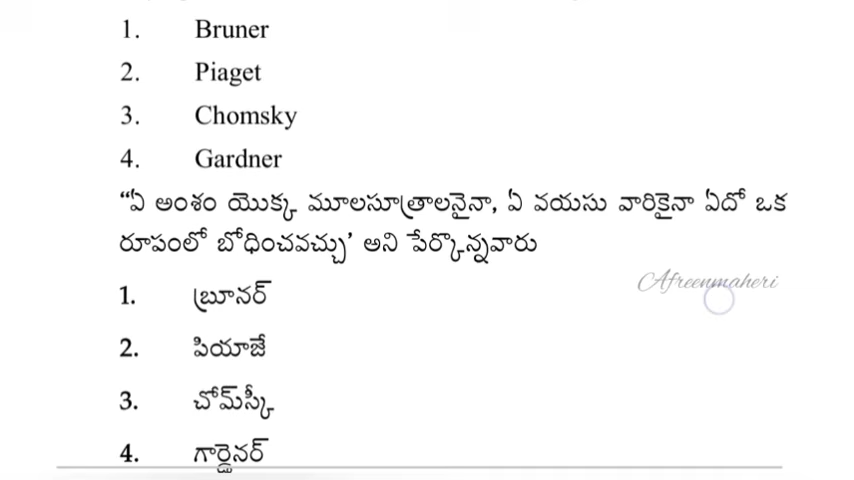 1. Bruner
2. Piaget
3. Chomsky
4. Gardner
“ఏ అంశం యొక్క మూలసూత్రాలనైనా, ఏ వయసు వారికైనా ఏదో ఒక
రూపంలో బోధించవచ్చు’ అని పేర్కొన్నవారు
Afreenmaheri
1. బ్రూనర్
2. పియాజే
3. చోమ్‌స్కీ
4. గార్డెనర్